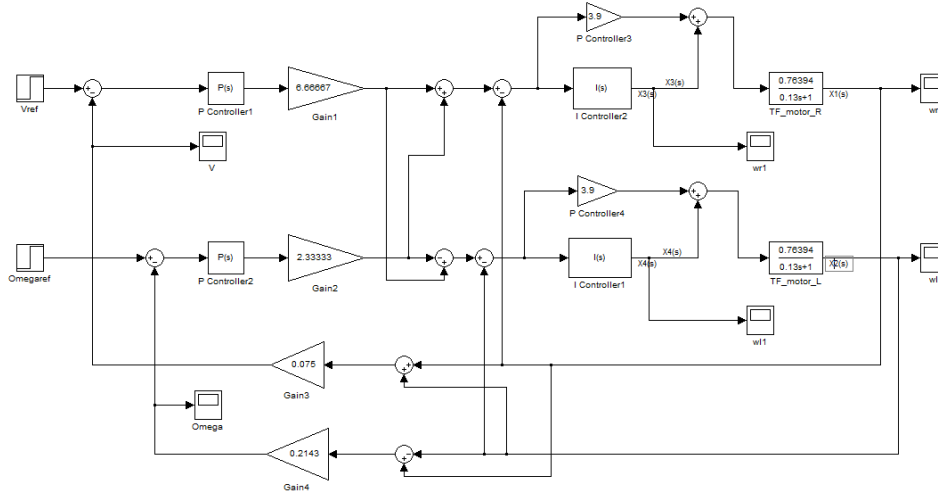 3.9
P Controller3
Vref
P(s)
P Controller1
6.66667
Gain1
I(s)
I Controller2
X3(s)
X3(s)
0.76394
0.13s+1
TF_motor_R
X1(s)
wr
V
wr1
3.9
P Controller4
Omegaref
P(s)
P Controller2
2.33333
Gain2
I(s)
I Controller1
X4(s)
X4(s)
0.76394
0.13s+1
TF_motor_L
X2(s)
wl
wl1
0.075
Gain3
Omega
0.2143
Gain4